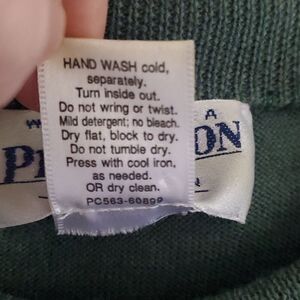 HAND WASH cold,
separately.
Turn inside out.
Do not wring or twist.
Mild detergent; no bleach.
Dry flat, block to dry.
Do not tumble dry.
Press with cool iron,
as needed.
OR dry clean.
PC563-60899
A